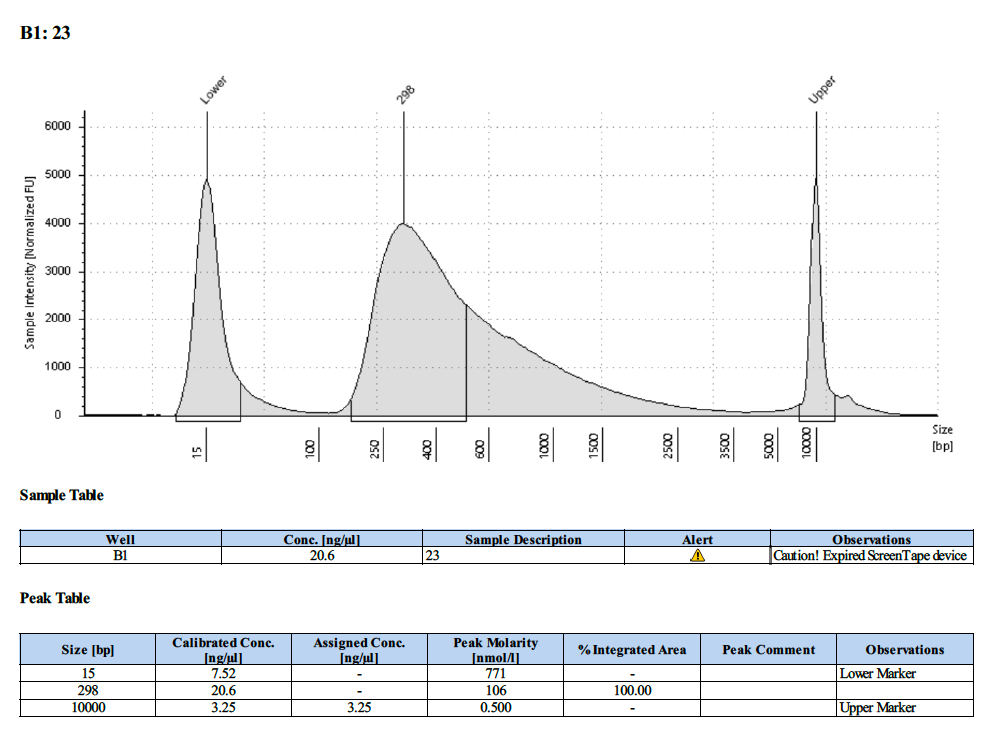 B1: 23
Lower
298
Upper
6000
5000
4000
3000
2000
1000
0
Sample Intensity [Normalized FU]
15
100
250
400
600
1000
1500
2500
3500
5000
10000
Size
[bp]
Sample Table
Well Conc. [ng/µl] Sample Description Alert Observations
B1 20.6 23 Caution! Expired ScreenTape device
Peak Table
Size [bp] Calibrated Conc. [ng/µl] Assigned Conc. [ng/µl] Peak Molarity [nmol/l] % Integrated Area Peak Comment Observations
15 7.52 - 771 - Lower Marker
298 20.6 - 106 100.00
10000 3.25 3.25 0.500 - Upper Marker